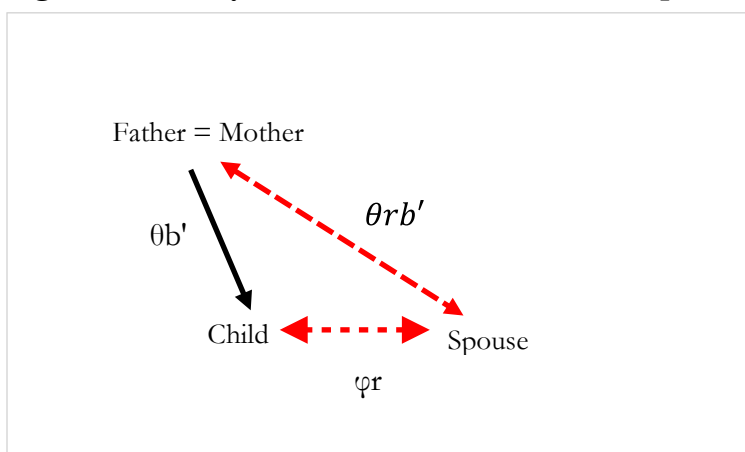 Father = Mother
θrb′
θb'
Child
Spouse
φr